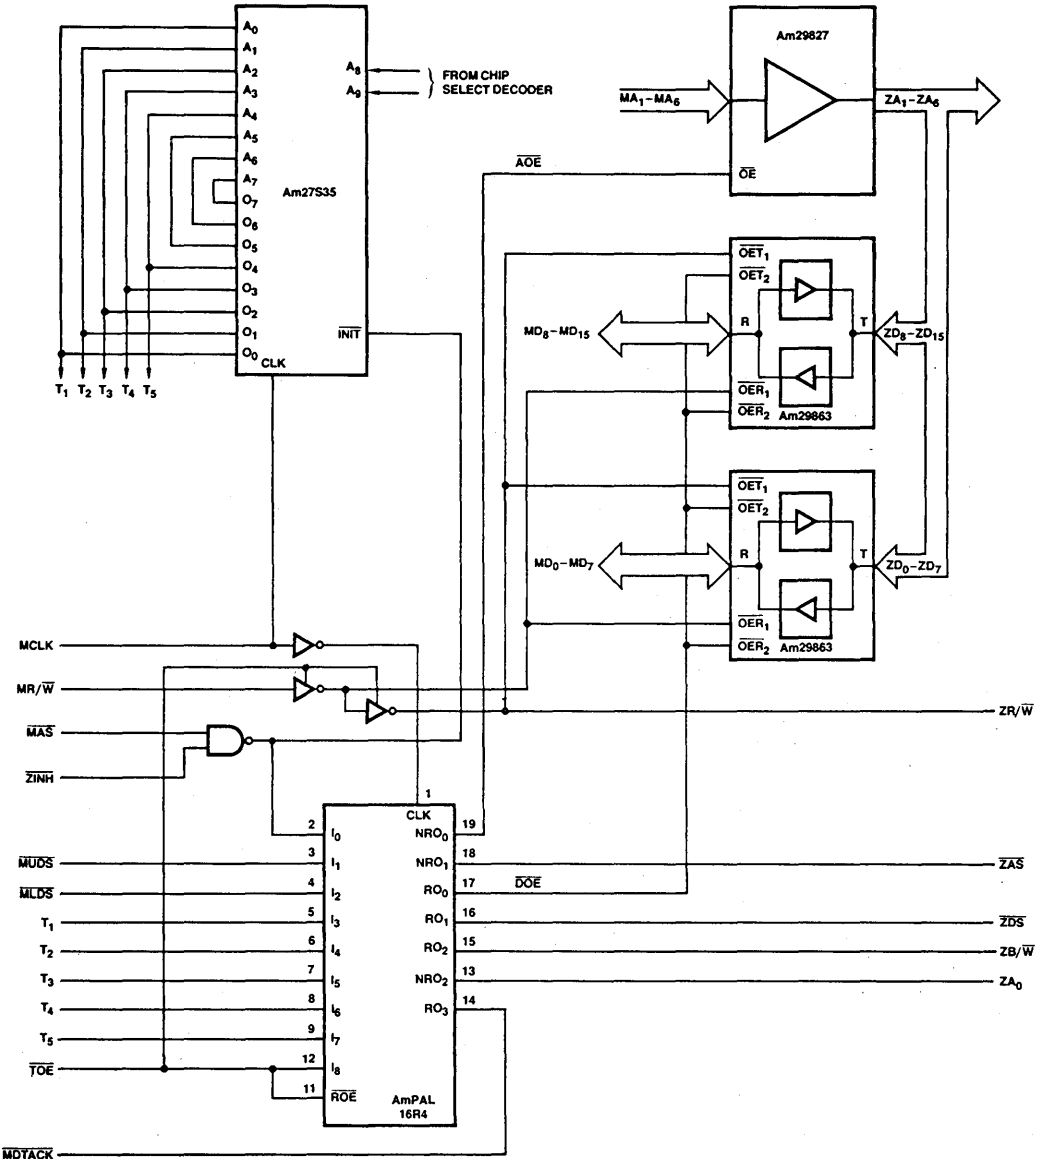 A0
A1
A2
A3
A4
A5
A6
A7
O7
O6
O5
O4
O3
O2
O1
O0
CLK
A8
A9
Am27S35
INIT
FROM CHIP
SELECT DECODER
T1 T2 T3 T4 T5
Am29827
MA1-MA6
ZA1-ZA6
AOE
OE
OET1
OET2
MD8-MD15
R
T
ZD8-ZD15
OER1
OER2
Am29863
OET1
OET2
MD0-MD7
R
T
ZD0-ZD7
OER1
OER2
Am29863
MCLK
MR/W
ZR/W
MAS
ZINH
1
CLK
2 I0
NRO0 19
MUDS 3 I1
NRO1 18 ZAS
MLDS 4 I2
RO0 17 DOE
T1 5 I3
RO1 16 ZDS
T2 6 I4
RO2 15 ZB/W
T3 7 I5
NRO2 13 ZA0
T4 8 I6
RO3 14
T5 9 I7
TOE 12 I8
11 ROE
AmPAL
16R4
MDTACK